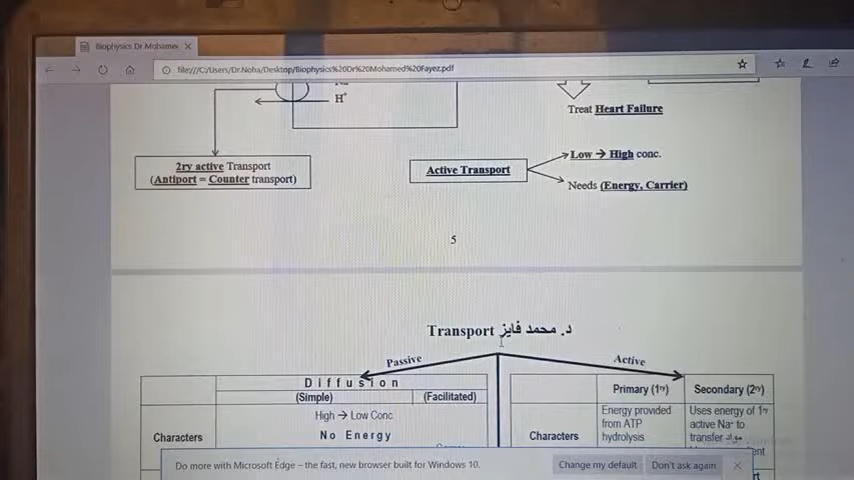 Biophysics Dr Mohamed
file:///C:/Users/Dr.Noha/Desktop/Biophysics%20Dr%20Mohamed%20Fayez.pdf
H+
Treat Heart Failure
2ry active Transport
(Antiport = Counter transport)
Active Transport
Low → High conc.
Needs (Energy, Carrier)
5
Transport د. محمد فايز
Passive
Active
Diffusion
(Simple)
(Facilitated)
High → Low Conc
No Energy
Characters
Primary (1ry)
Secondary (2ry)
Characters
Energy provided
from ATP
hydrolysis
Uses energy of 1ry
active Na+ to
transfer مواد
Do more with Microsoft Edge – the fast, new browser built for Windows 10.
Change my default
Don't ask again